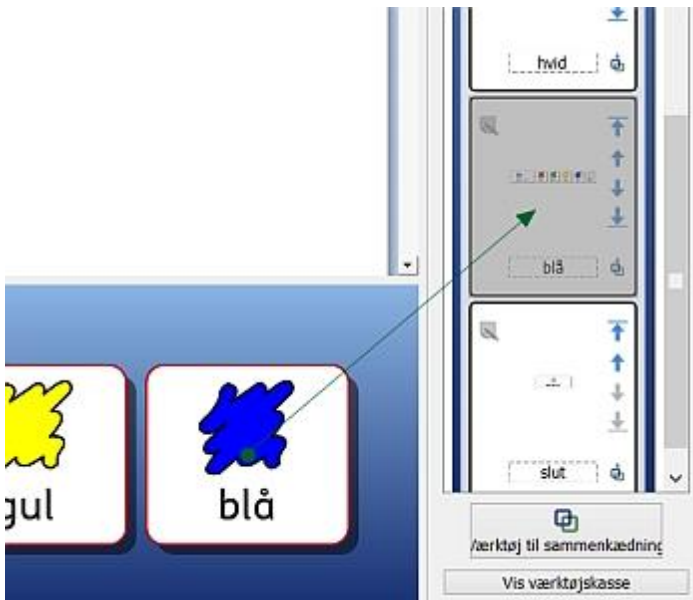 hvid
blå
slut
gul
blå
Værktøj til sammenkædning
Vis værktøjskasse